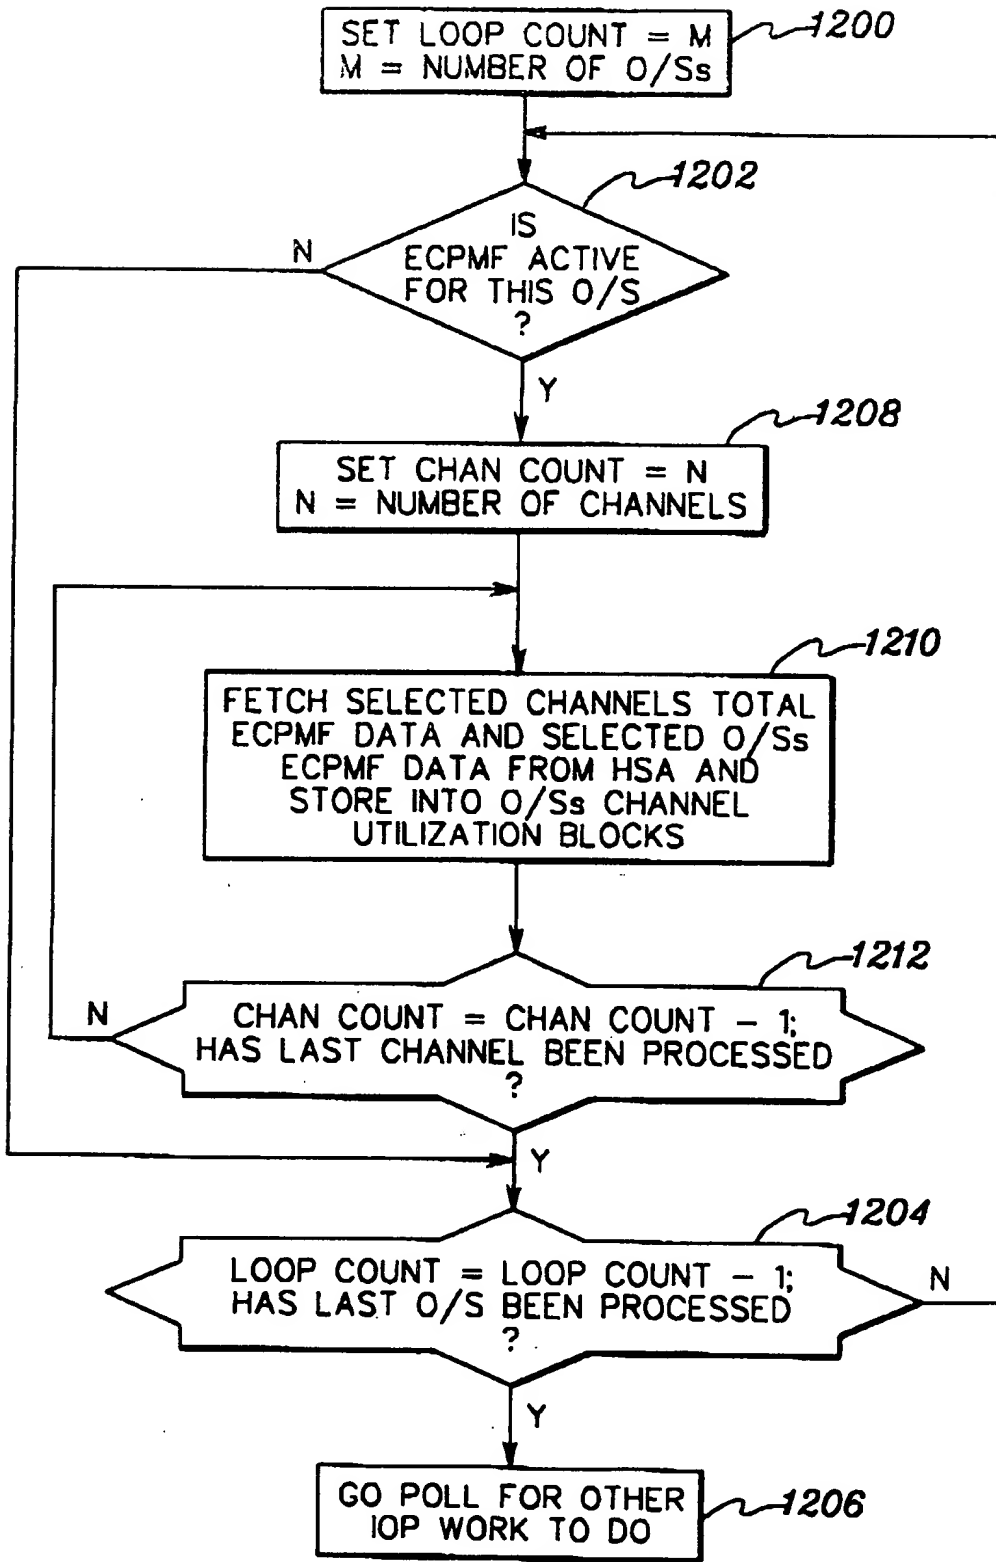 SET LOOP COUNT = M
M = NUMBER OF O/Ss
1200
1202
IS
ECPMF ACTIVE
FOR THIS O/S
?
N
Y
1208
SET CHAN COUNT = N
N = NUMBER OF CHANNELS
1210
FETCH SELECTED CHANNELS TOTAL
ECPMF DATA AND SELECTED O/Ss
ECPMF DATA FROM HSA AND
STORE INTO O/Ss CHANNEL
UTILIZATION BLOCKS
1212
N
CHAN COUNT = CHAN COUNT - 1;
HAS LAST CHANNEL BEEN PROCESSED
?
Y
1204
LOOP COUNT = LOOP COUNT - 1;
HAS LAST O/S BEEN PROCESSED
?
N
Y
GO POLL FOR OTHER
IOP WORK TO DO
1206